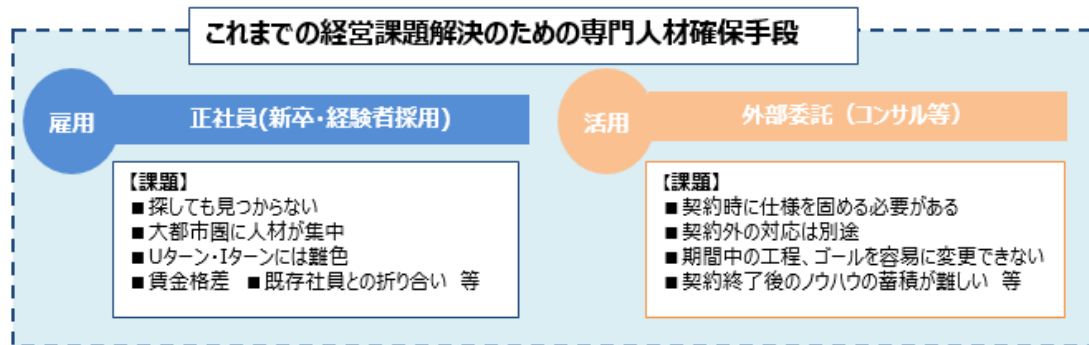 これまでの経営課題解決のための専門人材確保手段
雇用
正社員(新卒・経験者採用)
【課題】
■探しても見つからない
■大都市圏に人材が集中
■Uターン・Iターンには難色
■賃金格差 ■既存社員との折り合い 等
活用
外部委託（コンサル等）
【課題】
■契約時に仕様を固める必要がある
■契約外の対応は別途
■期間中の工程、ゴールを容易に変更できない
■契約終了後のノウハウの蓄積が難しい 等